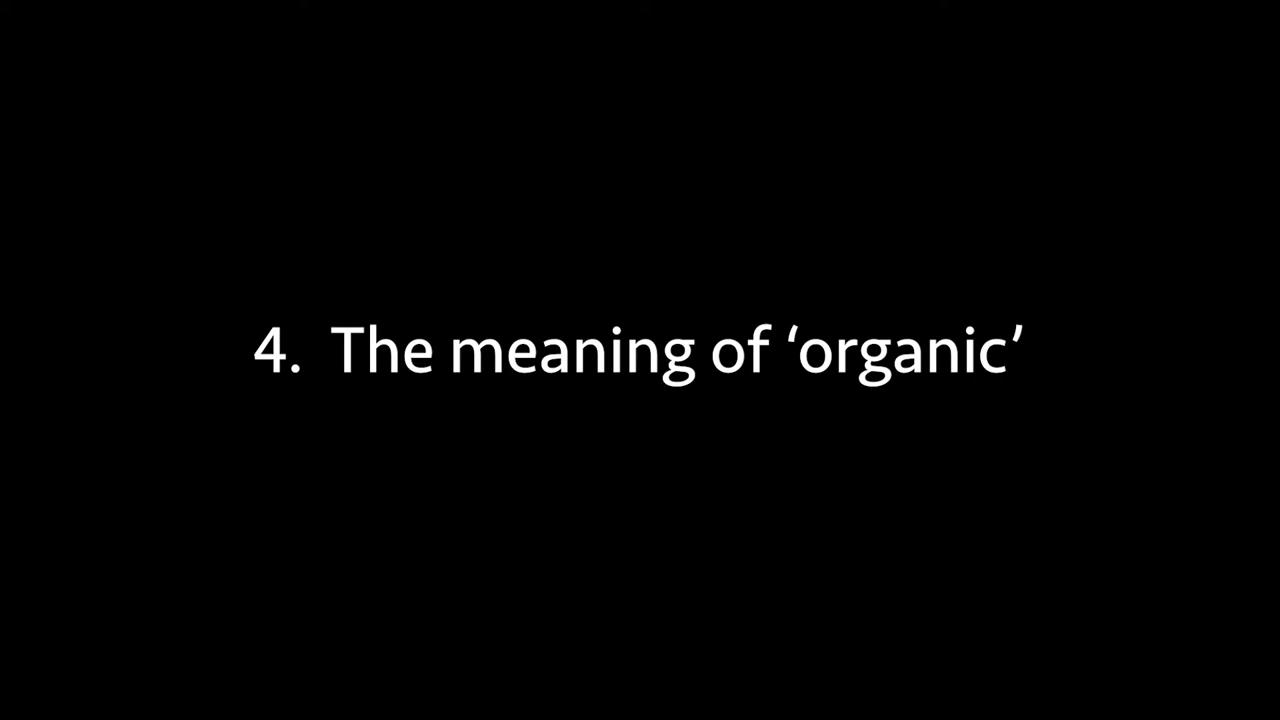 4. The meaning of ‘organic’